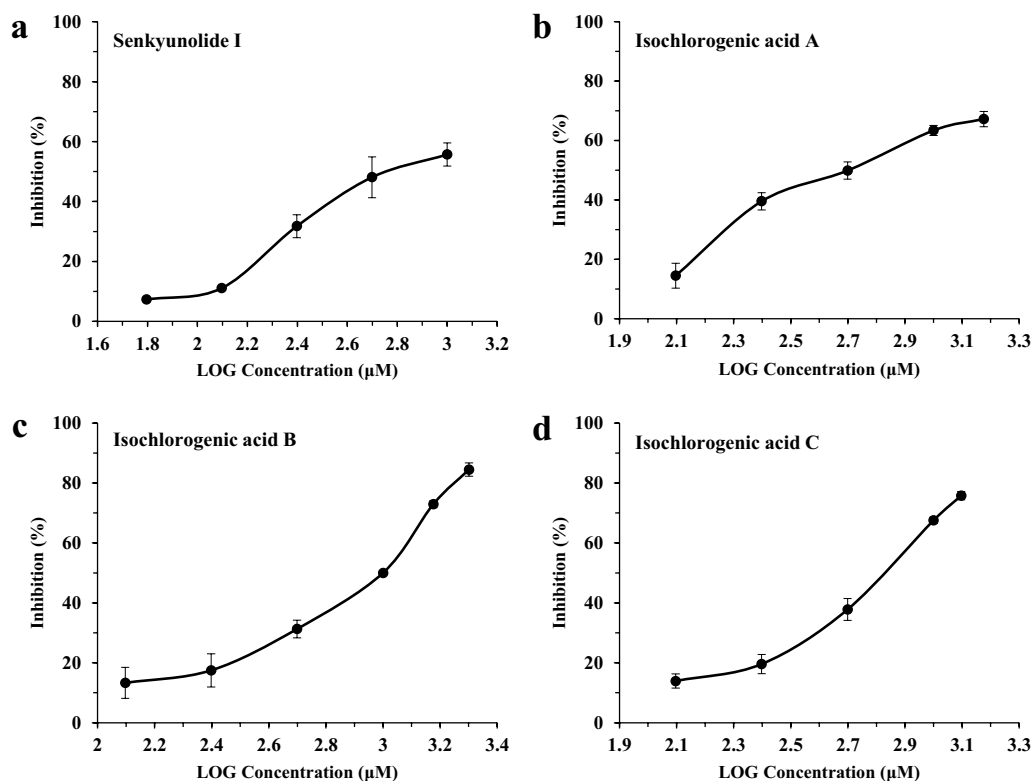 a
Senkyunolide I
Inhibition (%)
100
80
60
40
20
0
1.6 1.8 2 2.2 2.4 2.6 2.8 3 3.2
LOG Concentration (µM)
b
Isochlorogenic acid A
Inhibition (%)
100
80
60
40
20
0
1.9 2.1 2.3 2.5 2.7 2.9 3.1 3.3
LOG Concentration (µM)
c
Isochlorogenic acid B
Inhibition (%)
100
80
60
40
20
0
2 2.2 2.4 2.6 2.8 3 3.2 3.4
LOG Concentration (µM)
d
Isochlorogenic acid C
Inhibition (%)
100
80
60
40
20
0
1.9 2.1 2.3 2.5 2.7 2.9 3.1 3.3
LOG Concentration (µM)